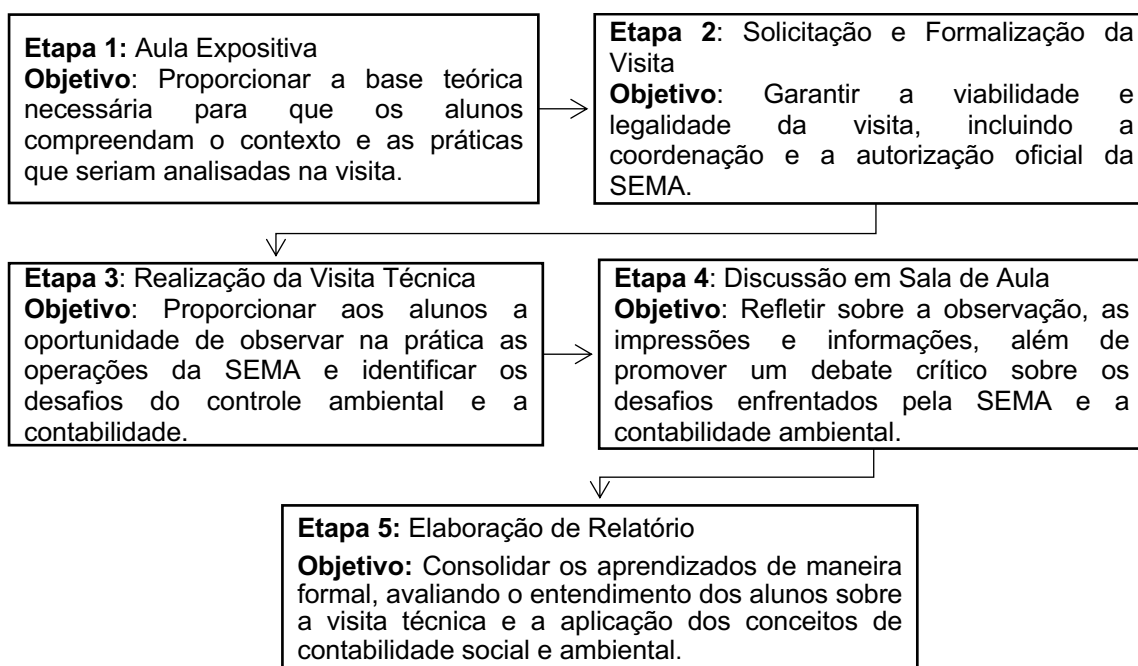 Etapa 1: Aula Expositiva
Objetivo: Proporcionar a base teórica
necessária para que os alunos
compreendam o contexto e as práticas
que seriam analisadas na visita.
Etapa 2: Solicitação e Formalização da
Visita
Objetivo: Garantir a viabilidade e
legalidade da visita, incluindo a
coordenação e a autorização oficial da
SEMA.
Etapa 3: Realização da Visita Técnica
Objetivo: Proporcionar aos alunos a
oportunidade de observar na prática as
operações da SEMA e identificar os
desafios do controle ambiental e a
contabilidade.
Etapa 4: Discussão em Sala de Aula
Objetivo: Refletir sobre a observação, as
impressões e informações, além de
promover um debate crítico sobre os
desafios enfrentados pela SEMA e a
contabilidade ambiental.
Etapa 5: Elaboração de Relatório
Objetivo: Consolidar os aprendizados de maneira
formal, avaliando o entendimento dos alunos sobre
a visita técnica e a aplicação dos conceitos de
contabilidade social e ambiental.